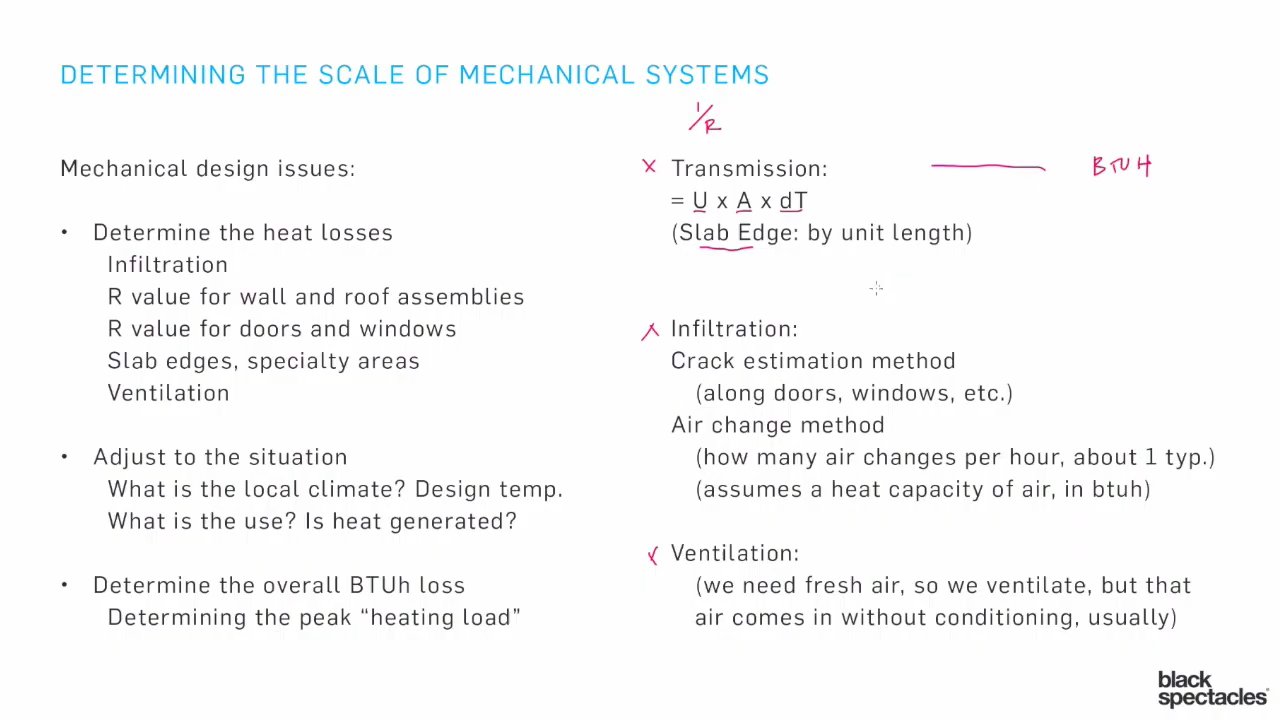 DETERMINING THE SCALE OF MECHANICAL SYSTEMS
Mechanical design issues:
• Determine the heat losses
Infiltration
R value for wall and roof assemblies
R value for doors and windows
Slab edges, specialty areas
Ventilation
• Adjust to the situation
What is the local climate? Design temp.
What is the use? Is heat generated?
• Determine the overall BTUh loss
Determining the peak “heating load”
1/R
x Transmission:
BTUH
= U x A x dT
(Slab Edge: by unit length)
x Infiltration:
Crack estimation method
(along doors, windows, etc.)
Air change method
(how many air changes per hour, about 1 typ.)
(assumes a heat capacity of air, in btuh)
x Ventilation:
(we need fresh air, so we ventilate, but that
air comes in without conditioning, usually)
black
spectacles®